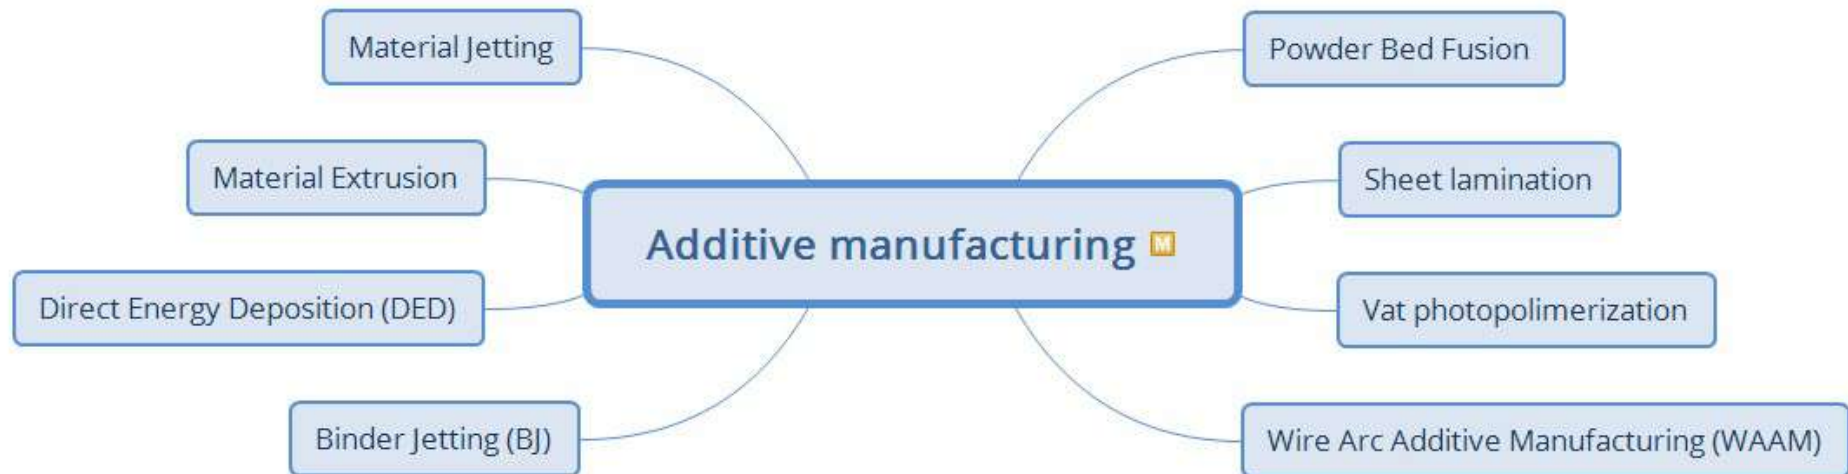 Material Jetting
Powder Bed Fusion
Material Extrusion
Sheet lamination
Additive manufacturing M
Direct Energy Deposition (DED)
Vat photopolimerization
Binder Jetting (BJ)
Wire Arc Additive Manufacturing (WAAM)